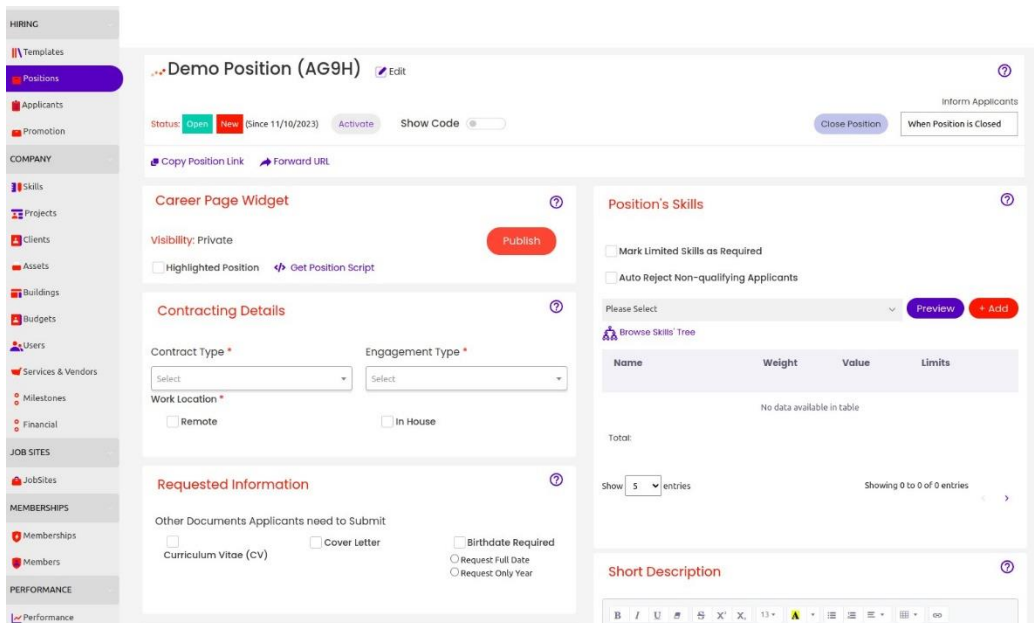 HIRING
Templates
Positions
Applicants
Promotion
COMPANY
Skills
Projects
Clients
Assets
Buildings
Budgets
Users
Services & Vendors
Milestones
Financial
JOB SITES
JobSites
MEMBERSHIPS
Memberships
Members
PERFORMANCE
Performance
Demo Position (AG9H) Edit
Inform Applicants
Status: Open New (Since 11/10/2023) Activate Show Code Close Position When Position is Closed
Copy Position Link Forward URL
Career Page Widget
Visibility: Private Publish
Highlighted Position </> Get Position Script
Contracting Details
Contract Type * Engagement Type *
Select Select
Work Location *
Remote In House
Requested Information
Other Documents Applicants need to Submit
Curriculum Vitae (CV) Cover Letter Birthdate Required
Request Full Date
Request Only Year
Position's Skills
Mark Limited Skills as Required
Auto Reject Non-qualifying Applicants
Please Select Preview + Add
Browse Skills' Tree
Name Weight Value Limits
No data available in table
Total:
Show 5 entries Showing 0 to 0 of 0 entries
Short Description
B I U S X² X₂ 13 A